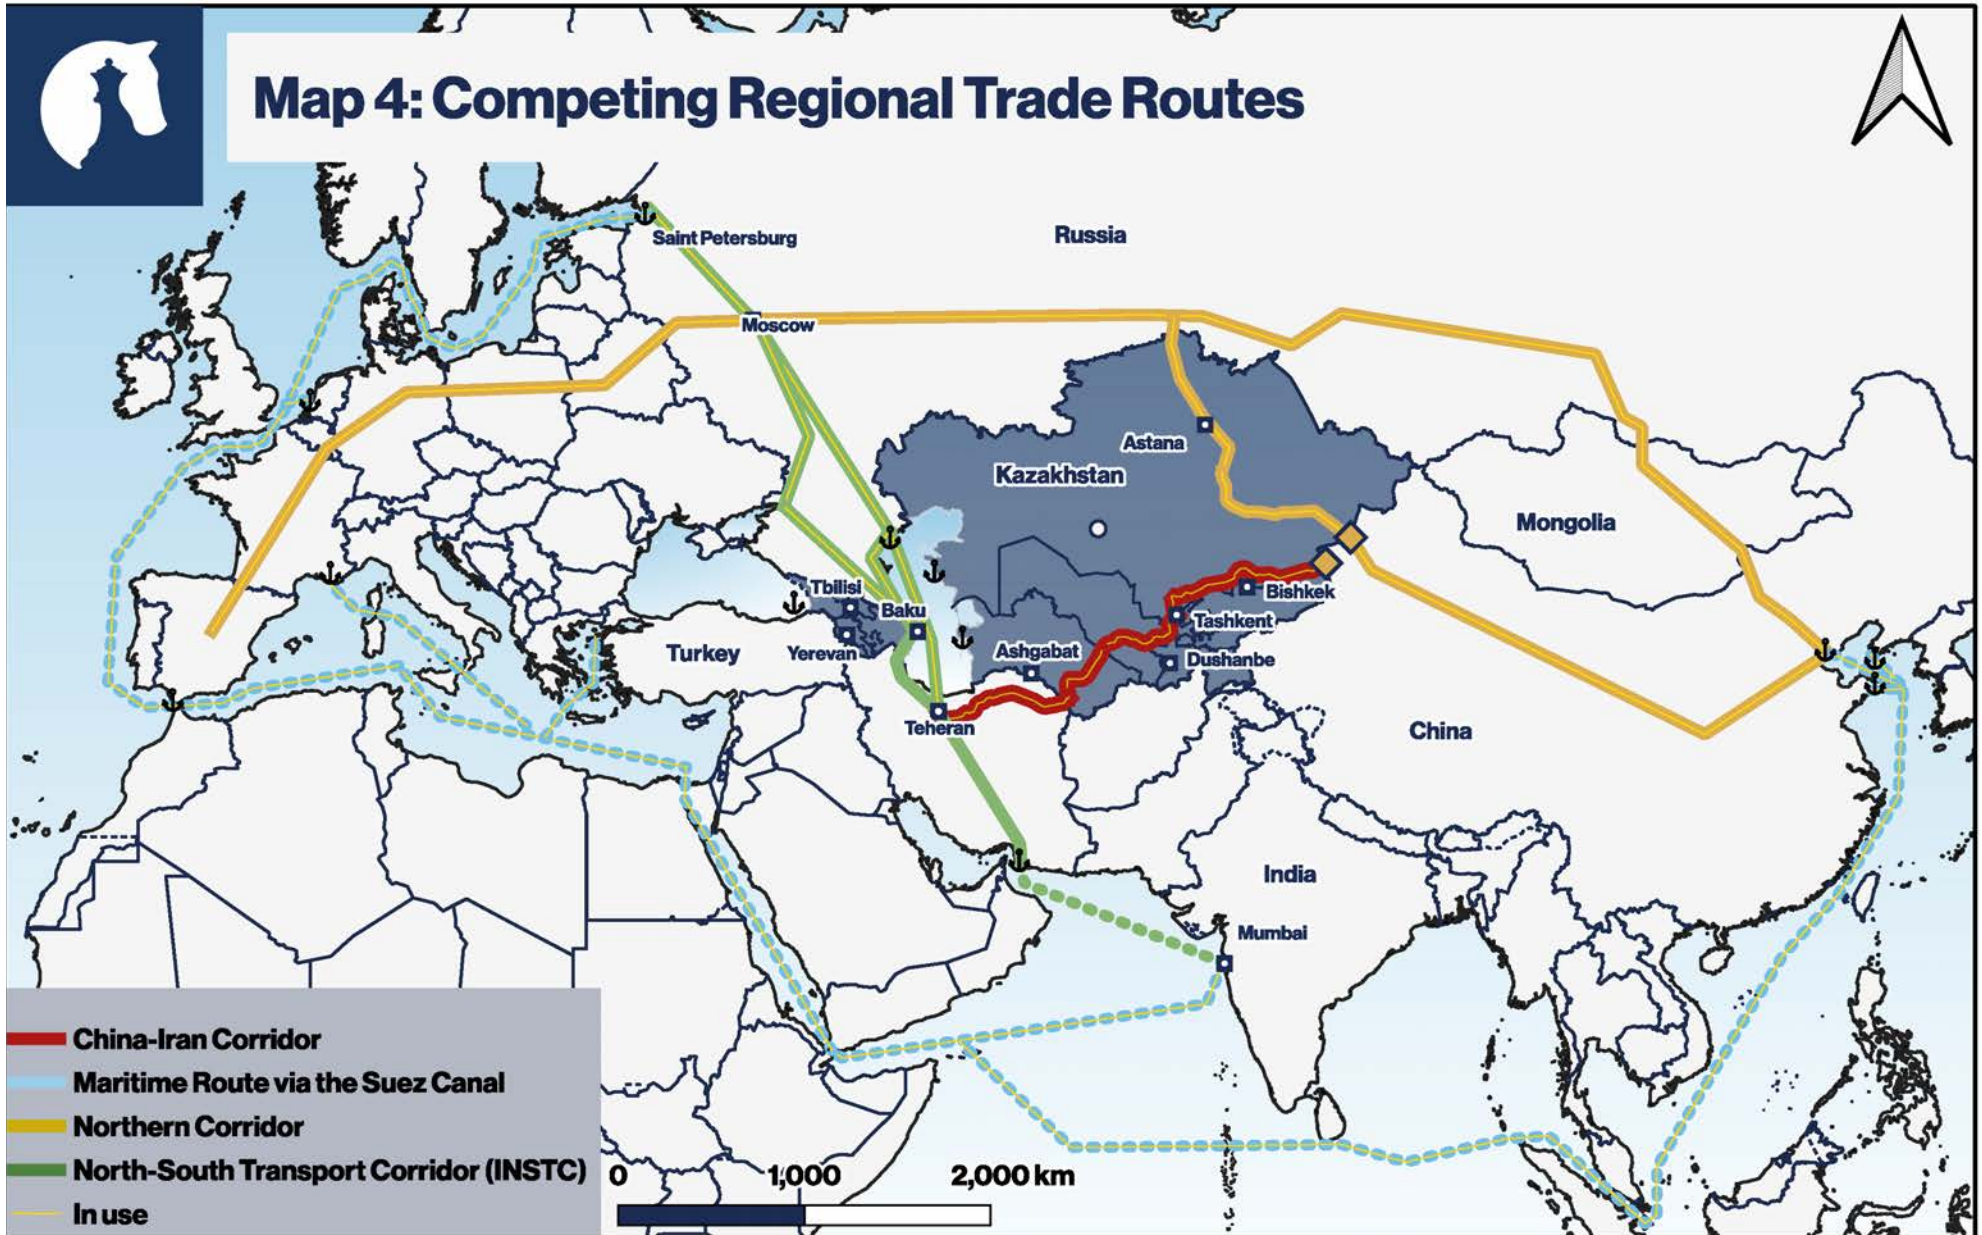 Map 4: Competing Regional Trade Routes
Saint Petersburg
Russia
Moscow
Astana
Kazakhstan
Mongolia
Tbilisi
Baku
Bishkek
Tashkent
Turkey
Yerevan
Ashgabat
Dushanbe
Teheran
China
India
Mumbai
China-Iran Corridor
Maritime Route via the Suez Canal
Northern Corridor
North-South Transport Corridor (INSTC)
In use
0 1,000 2,000 km